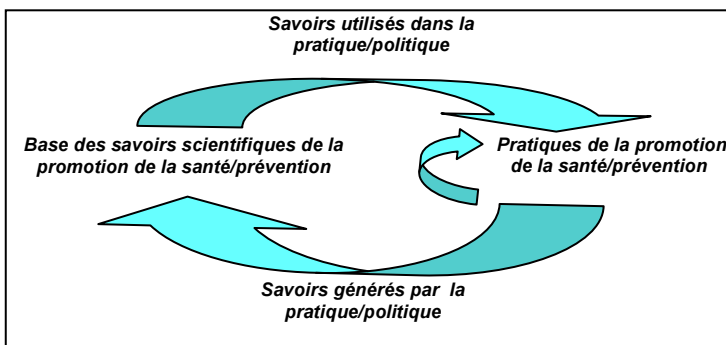 Savoirs utilisés dans la
pratique/politique
Base des savoirs scientifiques de la
promotion de la santé/prévention
Pratiques de la promotion
de la santé/prévention
Savoirs générés par la
pratique/politique